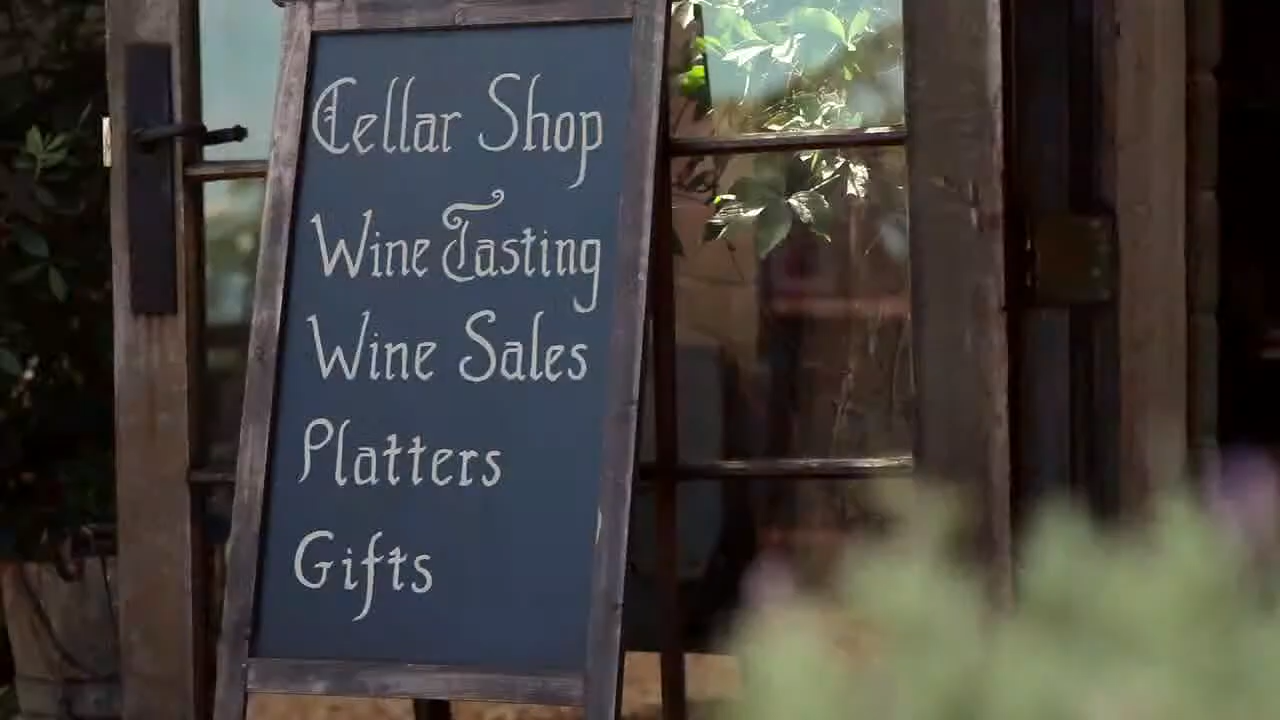 Cellar Shop
Wine Tasting
Wine Sales
Platters
Gifts